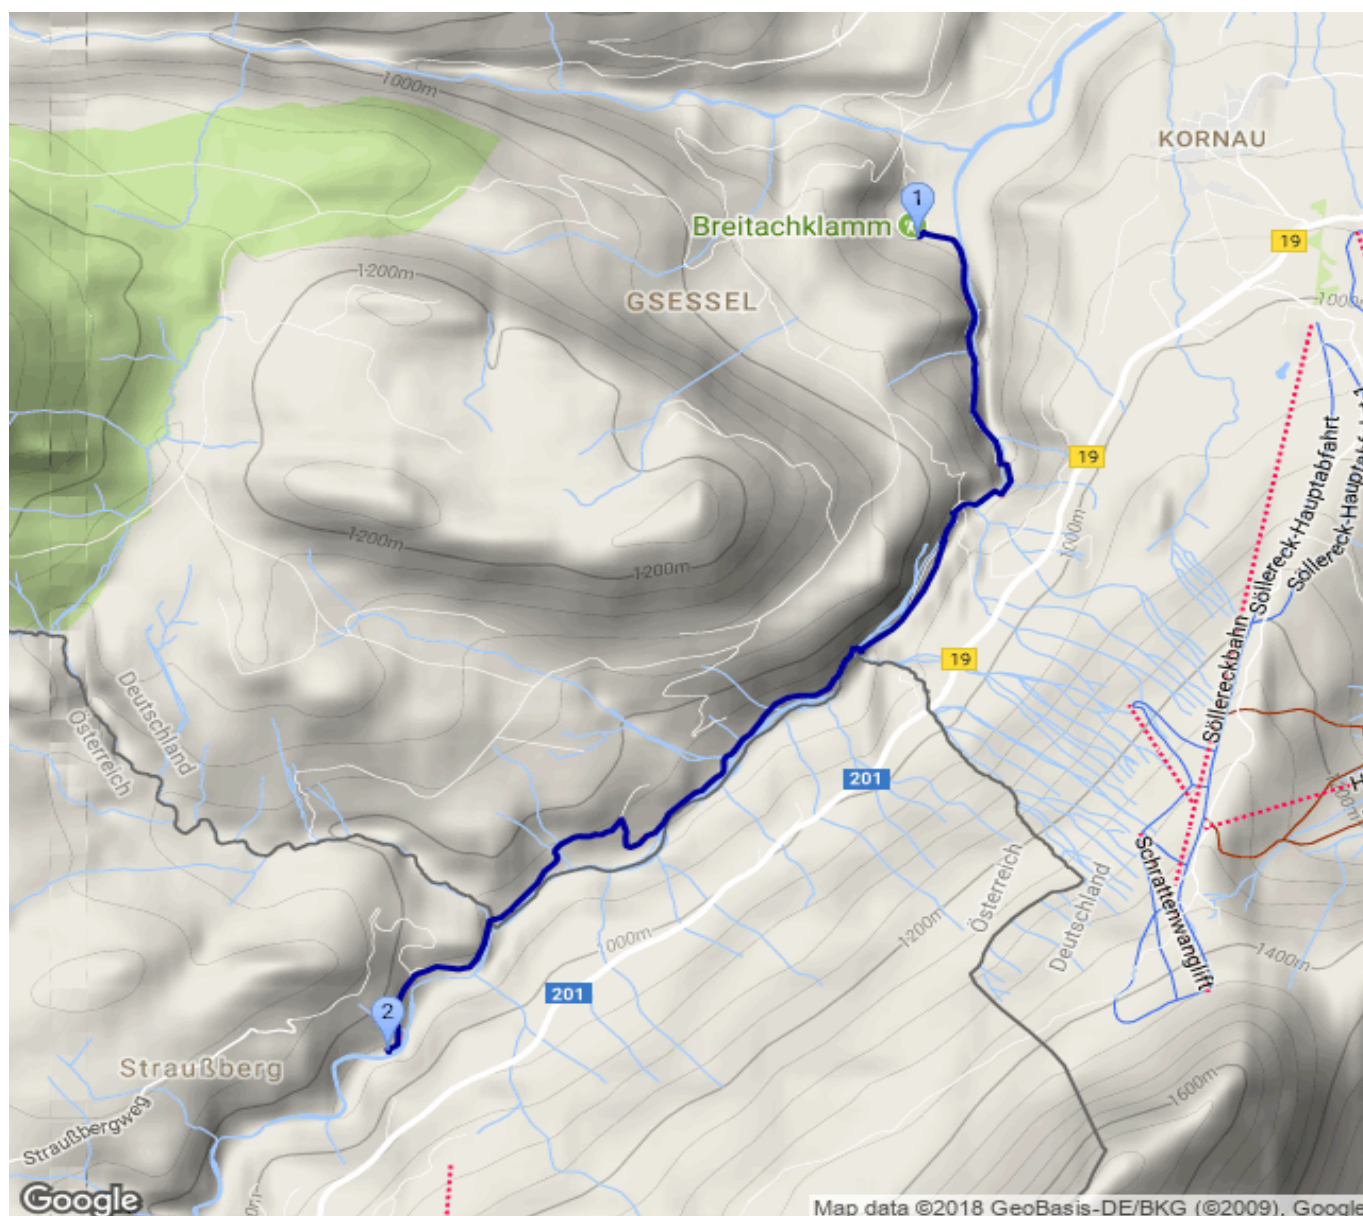 1000m
KORNAU
1
Breitachklamm
19
1200m
GSESSEL
1000m
19
Söllereck-Hauptabfahrt
1000m
1200m
1200m
19
Söllereckbahn
Deutschland
Österreich
201
H
Schrattenwanglift
Österreich
Deutschland
1200m
1000m
1400m
201
2
Straußberg
1600m
Straußbergweg
Google
Map data ©2018 GeoBasis-DE/BKG (©2009), Google